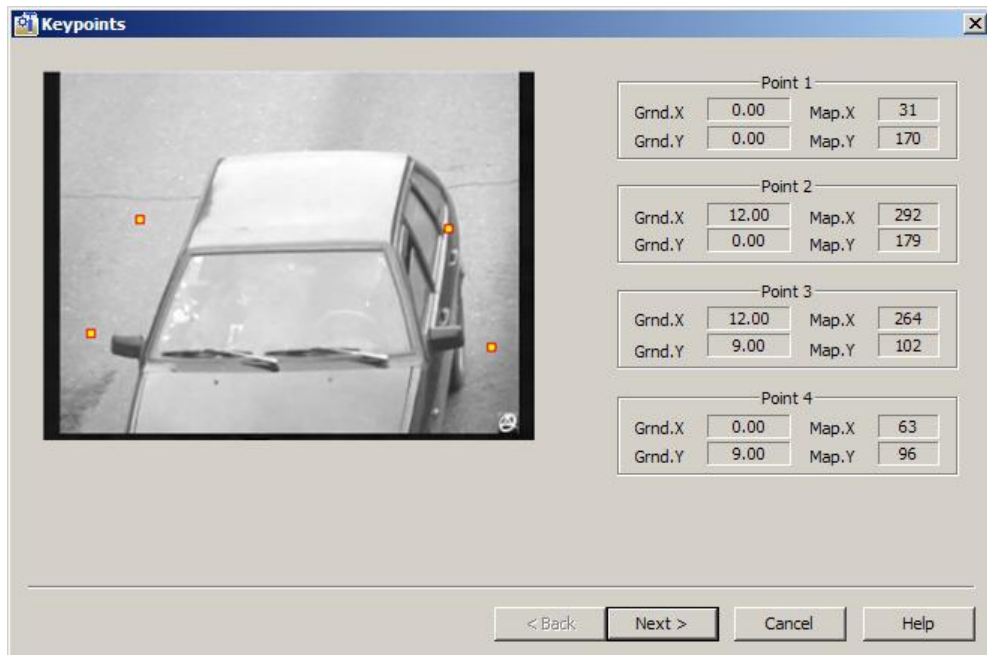 Keypoints
Point 1
Grnd.X 0.00 Map.X 31
Grnd.Y 0.00 Map.Y 170
Point 2
Grnd.X 12.00 Map.X 292
Grnd.Y 0.00 Map.Y 179
Point 3
Grnd.X 12.00 Map.X 264
Grnd.Y 9.00 Map.Y 102
Point 4
Grnd.X 0.00 Map.X 63
Grnd.Y 9.00 Map.Y 96
< Back Next > Cancel Help